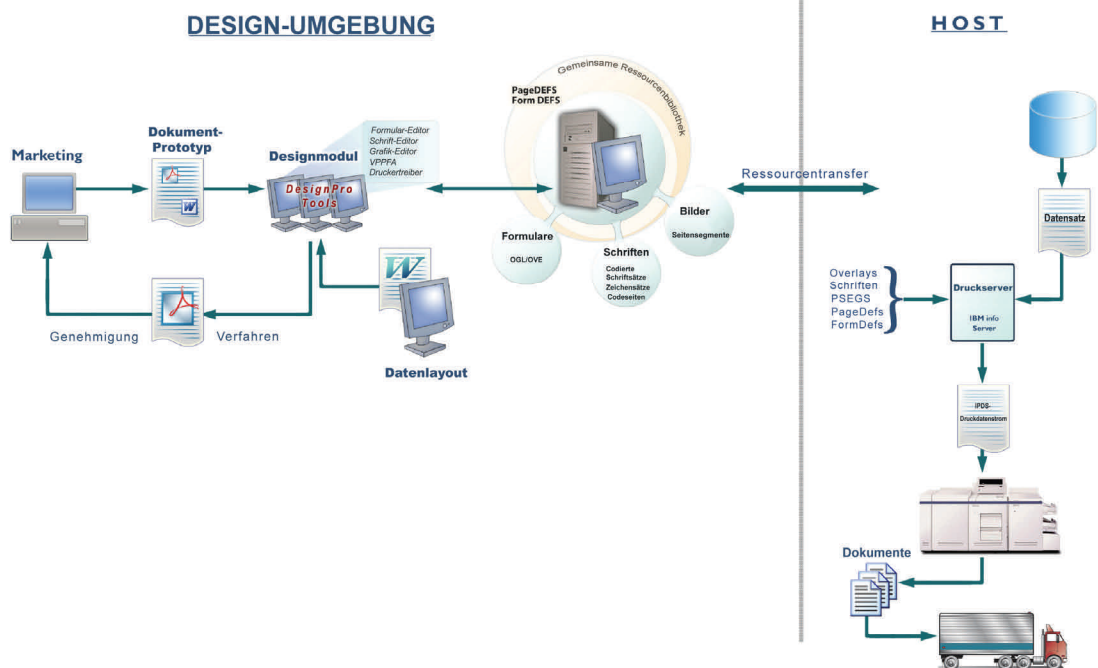 DESIGN-UMGEBUNG
HOST
Gemeinsame Ressourcenbibliothek
PageDEFS
Form DEFS
Marketing
Dokument-
Prototyp
W
Designmodul
Formular-Editor
Schrift-Editor
Grafik-Editor
VPPFA
Druckertreiber
DesignPro
Tools
Formulare
OGL/OVE
Schriften
Codierte
Schriftsätze
Zeichensätze
Codeseiten
Bilder
Seitensegmente
Ressourcentransfer
Genehmigung
Verfahren
W
Datenlayout
Datensatz
Overlays
Schriften
PSEGS
PageDefs
FormDefs
Druckserver
IBM info
Server
iPDS-
Druckdatenstrom
Dokumente